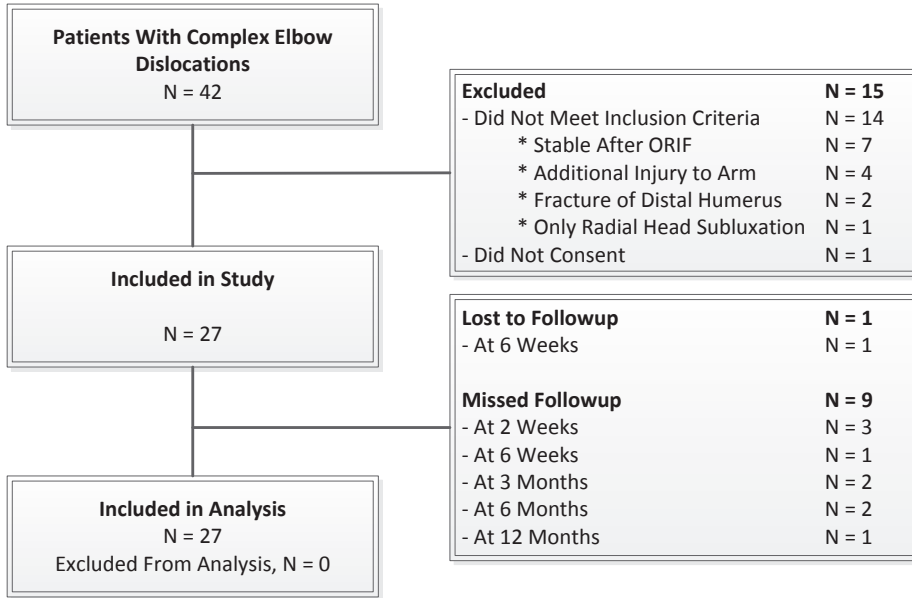 Patients With Complex Elbow
Dislocations
N = 42
Excluded N = 15
- Did Not Meet Inclusion Criteria N = 14
* Stable After ORIF N = 7
* Additional Injury to Arm N = 4
* Fracture of Distal Humerus N = 2
* Only Radial Head Subluxation N = 1
- Did Not Consent N = 1
Included in Study
N = 27
Lost to Followup N = 1
- At 6 Weeks N = 1
Missed Followup N = 9
- At 2 Weeks N = 3
- At 6 Weeks N = 1
- At 3 Months N = 2
- At 6 Months N = 2
- At 12 Months N = 1
Included in Analysis
N = 27
Excluded From Analysis, N = 0